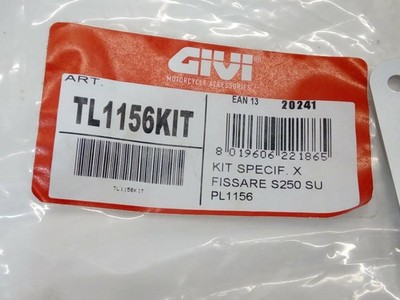 GIVI
MOTORCYCLE ACCESSORIES
ART.
EAN 13 20241
TL1156KIT
8 019606 221865
TL1156KIT
KIT SPECIF. X
FISSARE S250 SU
PL1156